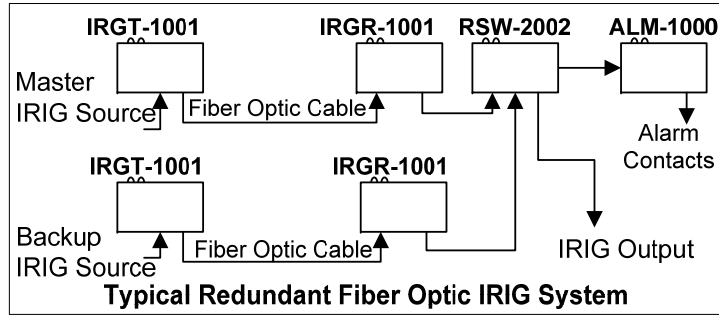 IRGT-1001
IRGR-1001
RSW-2002
ALM-1000
Master
IRIG Source
Fiber Optic Cable
Alarm
Contacts
IRGT-1001
IRGR-1001
Backup
IRIG Source
Fiber Optic Cable
IRIG Output
Typical Redundant Fiber Optic IRIG System